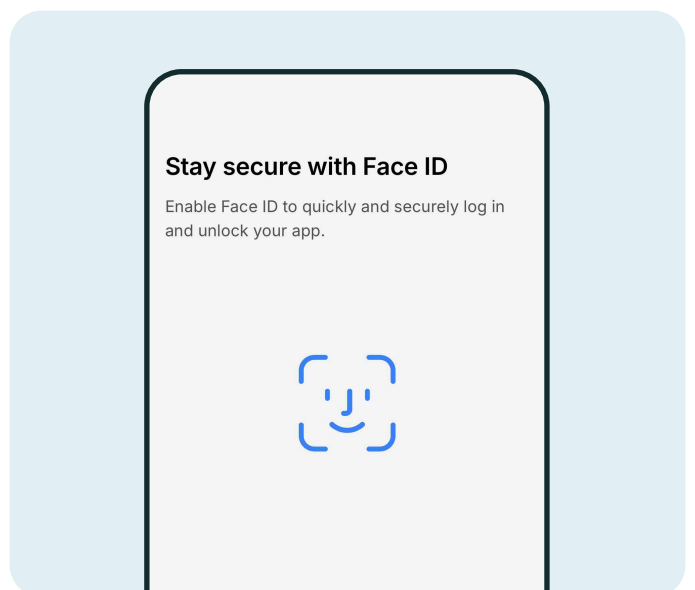 Stay secure with Face ID
Enable Face ID to quickly and securely log in
and unlock your app.